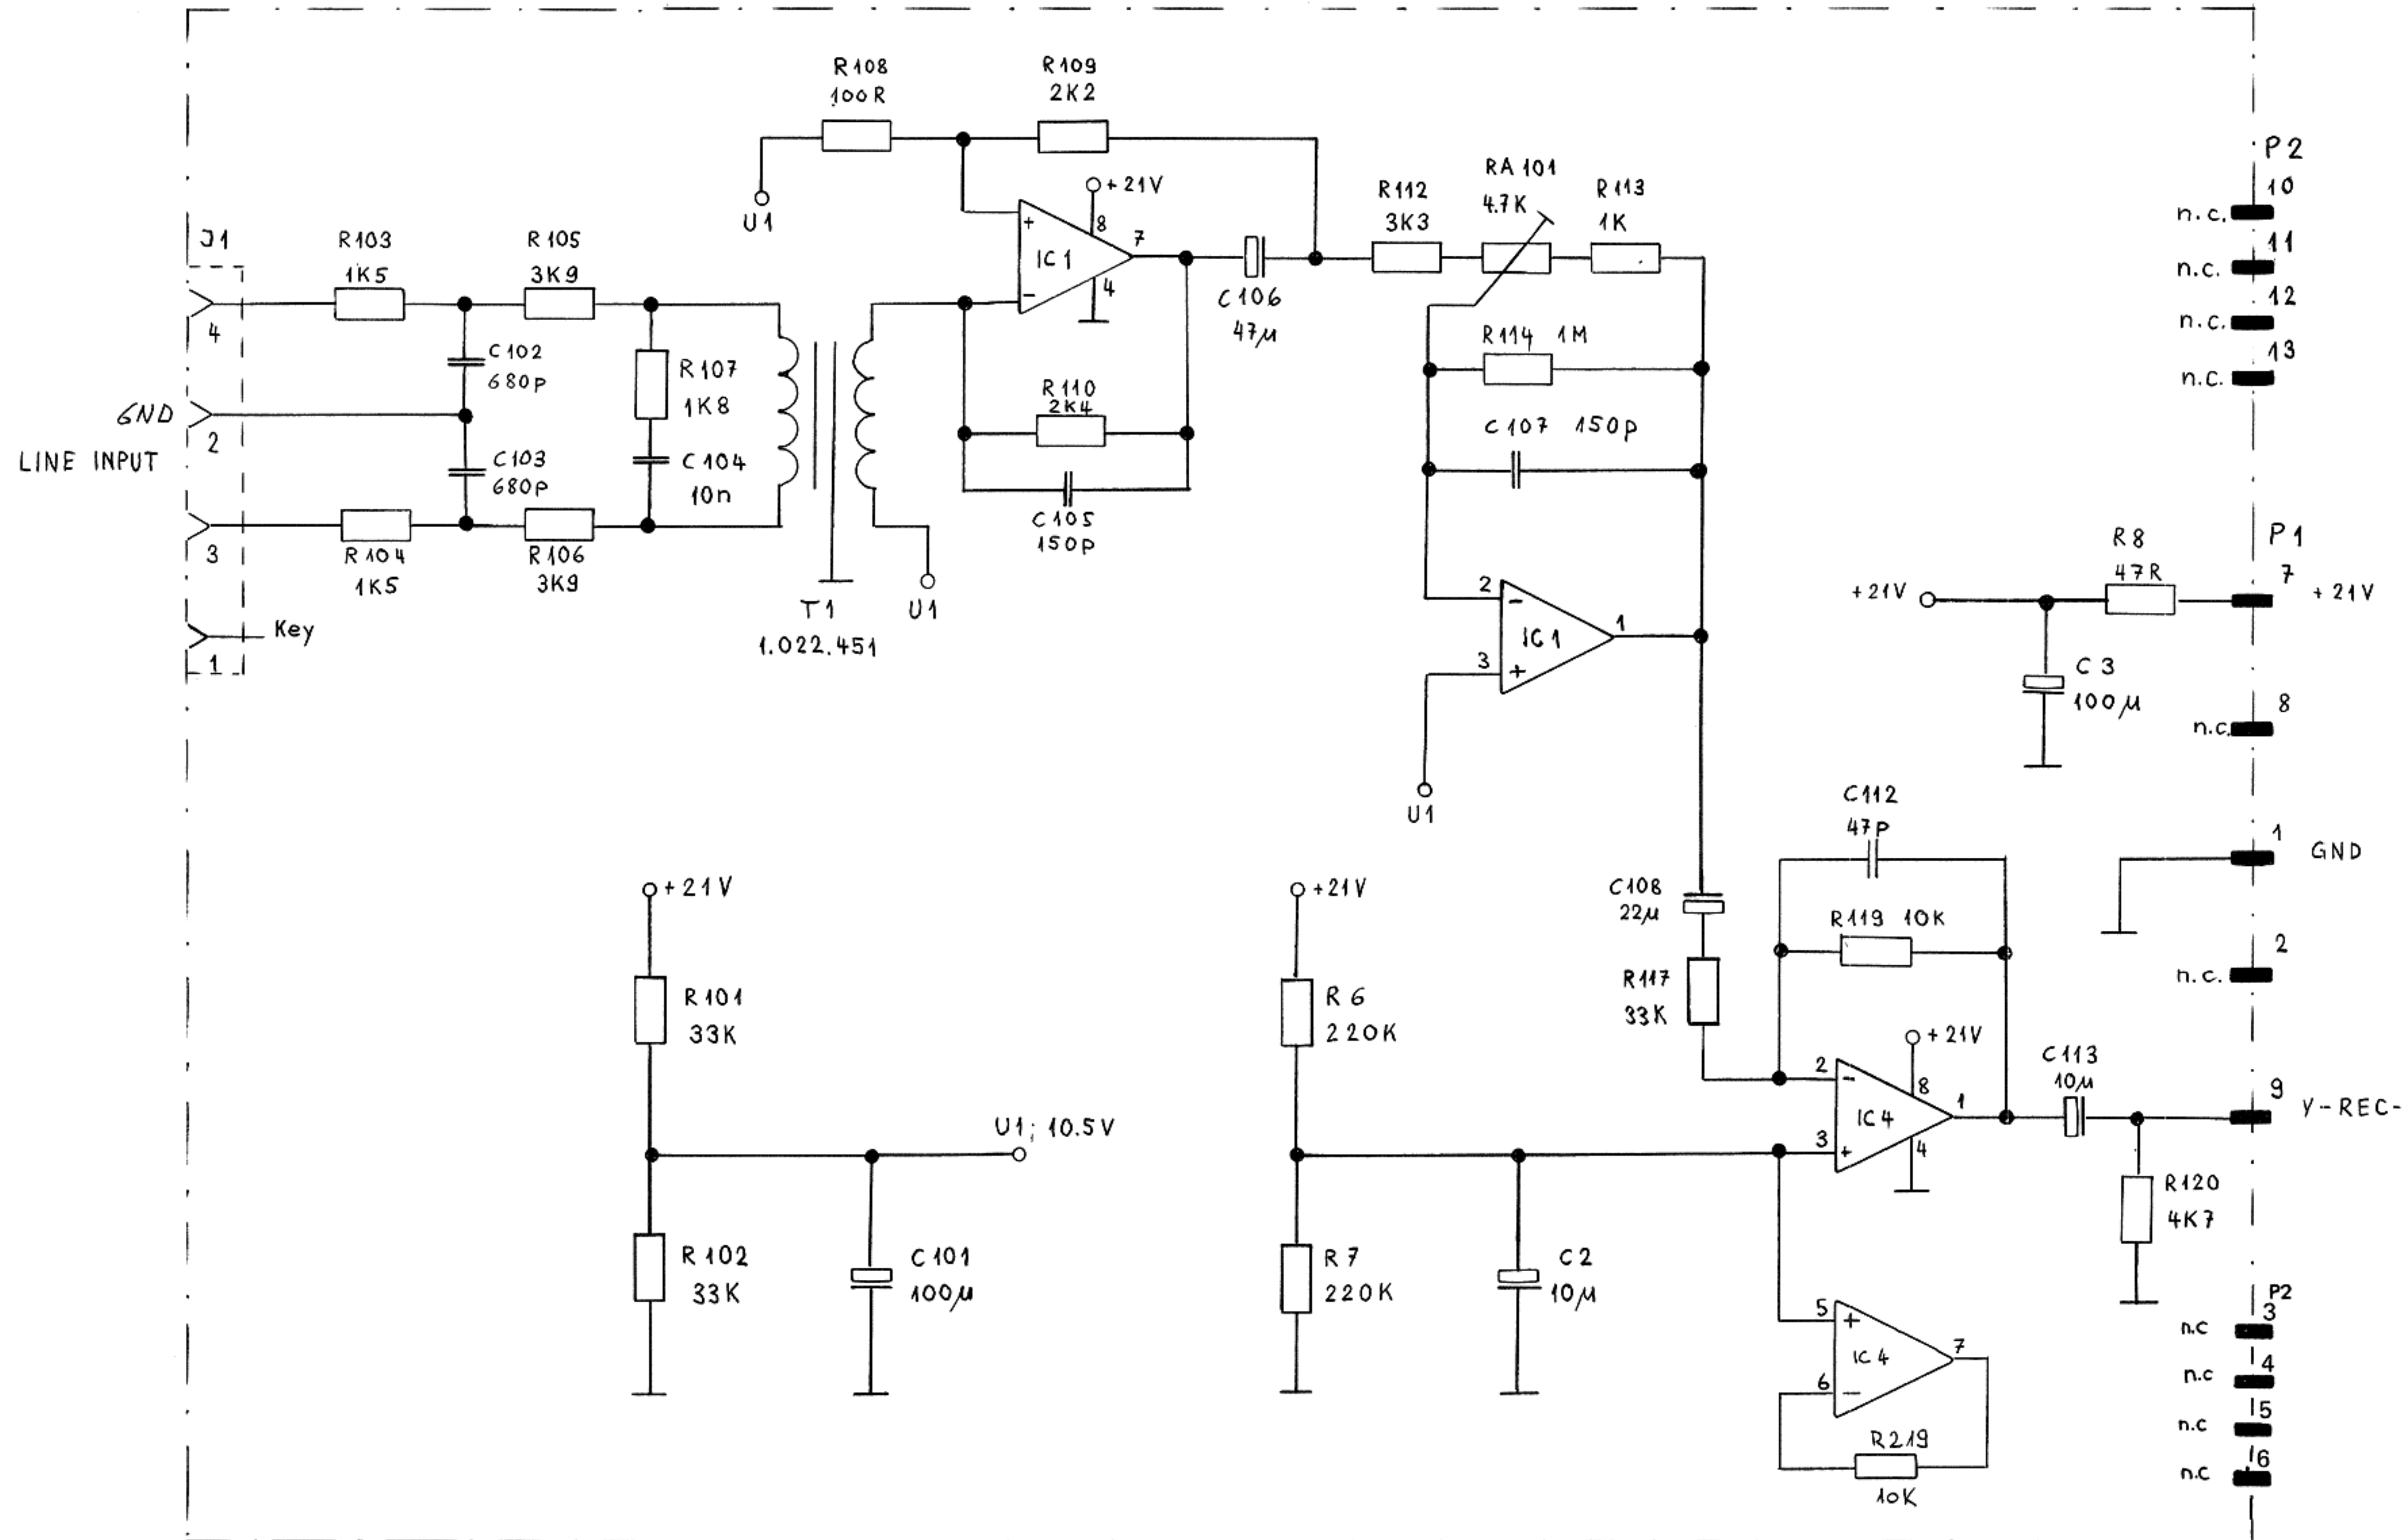 R108
100R
R109
2K2
+21V
U1
+
8
7
IC1
4
-
C106
47µ
R112
3K3
RA101
4.7K
R113
1K
P2
10
n.c.
11
n.c.
12
n.c.
13
n.c.
J1
R103
1K5
R105
3K9
4
C102
680p
R107
1K8
GND
2
LINE INPUT
C103
680p
C104
10n
3
R104
1K5
R106
3K9
Key
1
T1
1.022.451
U1
R110
2K4
C105
150p
R114 1M
C107 150p
2
-
IC1
1
3
+
U1
P1
R8
47R
7
+21V
+21V
C3
100µ
8
n.c.
1
GND
2
n.c.
C112
47p
C108
22µ
R119 10K
R117
33K
+21V
R101
33K
U1; 10.5V
R102
33K
C101
100µ
+21V
R6
220K
R7
220K
C2
10µ
+21V
2
-
8
IC4
1
3
+
4
C113
10µ
9
Y-REC-
R120
4K7
5
+
IC4
7
6
-
R219
10K
P2
3
n.c
4
n.c
5
n.c
6
n.c